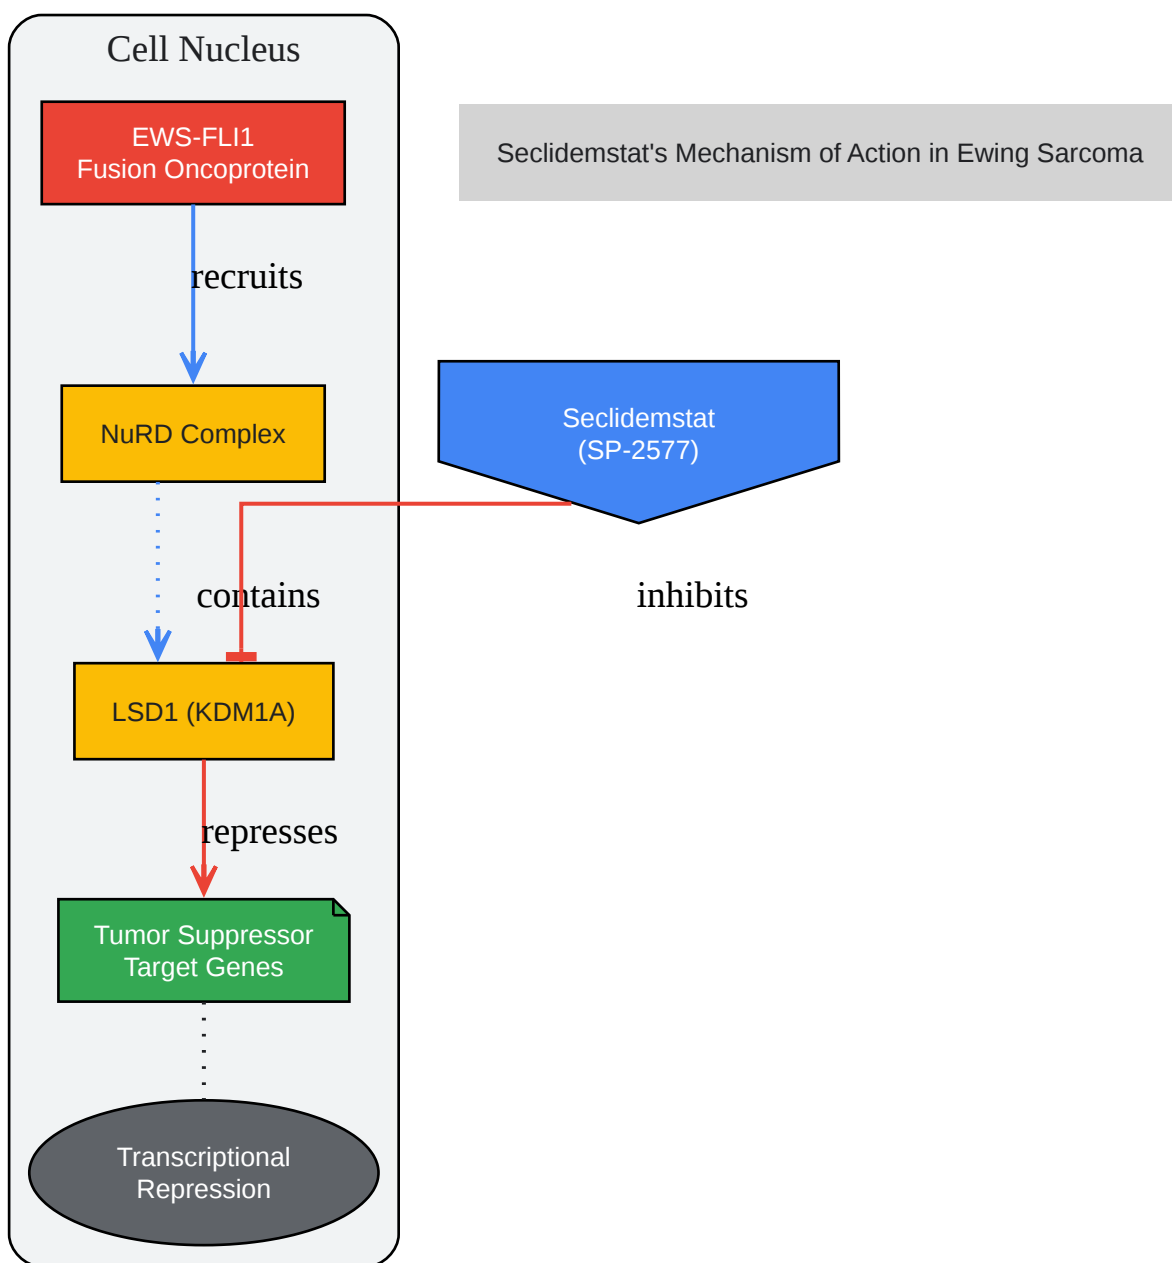 Cell Nucleus
EWS-FLI1
Fusion Oncoprotein
Seclidemstat's Mechanism of Action in Ewing Sarcoma
recruits
NuRD Complex
Seclidemstat
(SP-2577)
contains
inhibits
LSD1 (KDM1A)
represses
Tumor Suppressor
Target Genes
Transcriptional
Repression